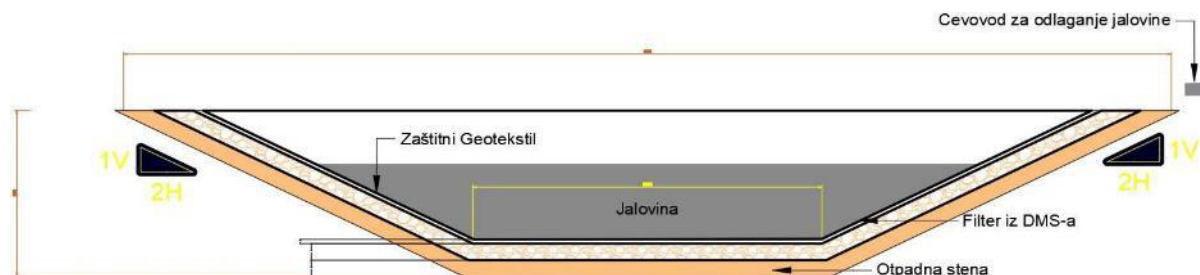 Cevovod za odlaganje jalovine
Zaštitni Geotekstil
1V
2H
1V
2H
Jalovina
Filter iz DMS-a
Otpadna stena